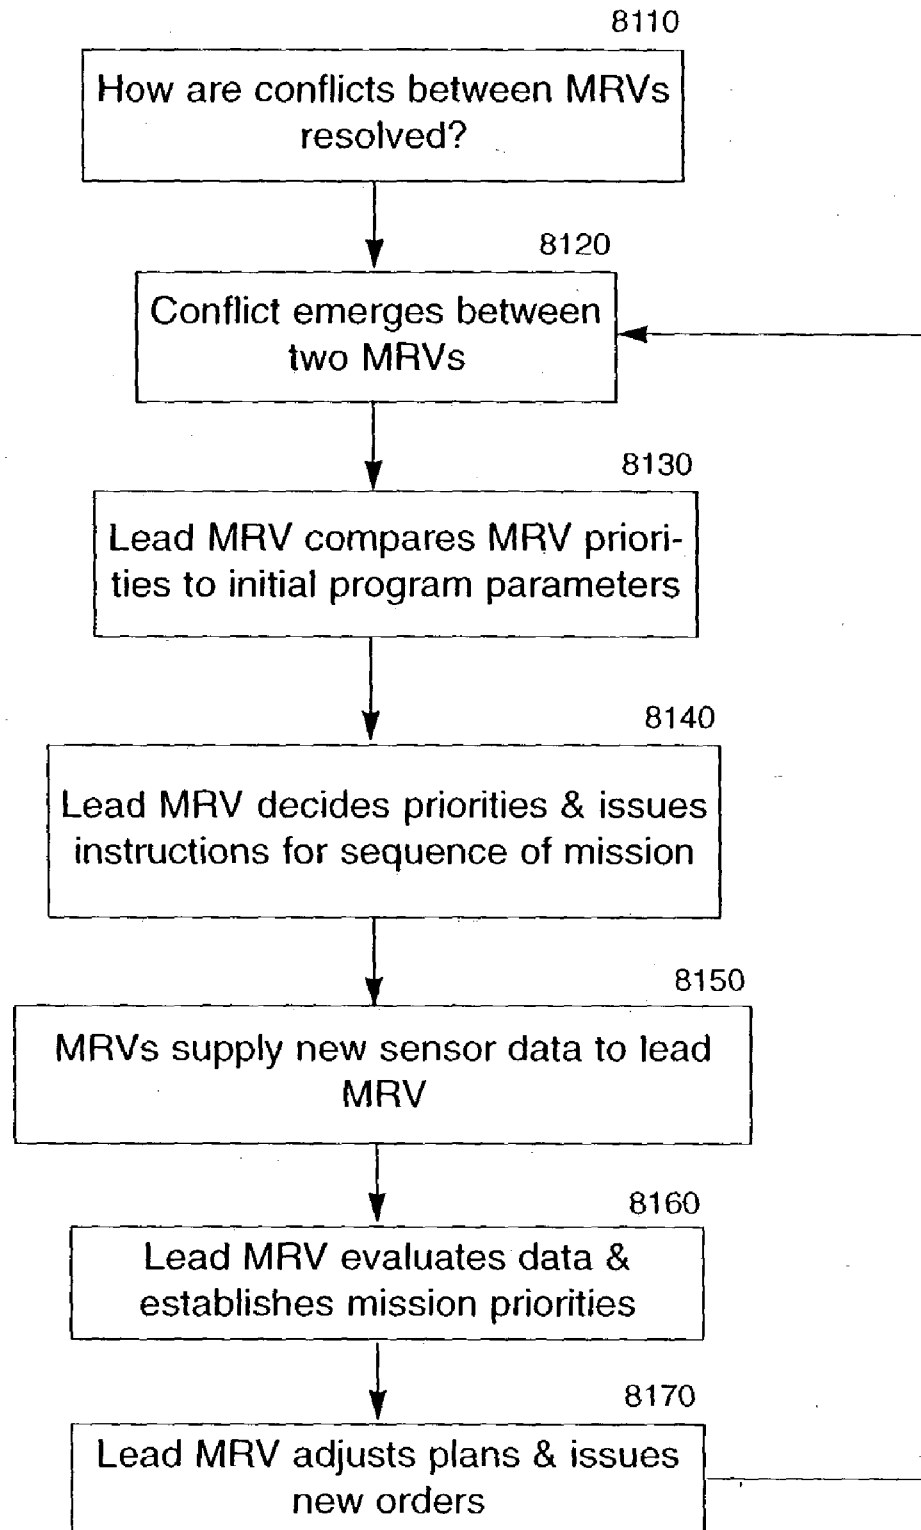 8110
How are conflicts between MRVs
resolved?
8120
Conflict emerges between
two MRVs
8130
Lead MRV compares MRV priori-
ties to initial program parameters
8140
Lead MRV decides priorities & issues
instructions for sequence of mission
8150
MRVs supply new sensor data to lead
MRV
8160
Lead MRV evaluates data &
establishes mission priorities
8170
Lead MRV adjusts plans & issues
new orders